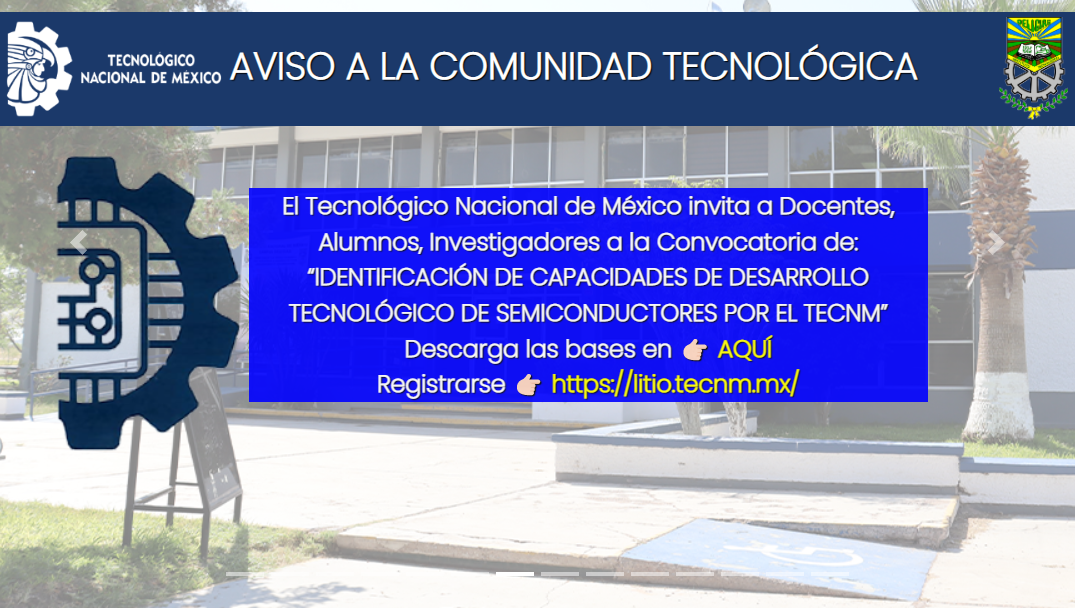 TECNOLÓGICO
NACIONAL DE MÉXICO
AVISO A LA COMUNIDAD TECNOLÓGICA
El Tecnológico Nacional de México invita a Docentes,
Alumnos, Investigadores a la Convocatoria de:
“IDENTIFICACIÓN DE CAPACIDADES DE DESARROLLO
TECNOLÓGICO DE SEMICONDUCTORES POR EL TECNM”
Descarga las bases en 👉🏻 AQUÍ
Registrarse 👉🏻 https://litio.tecnm.mx/